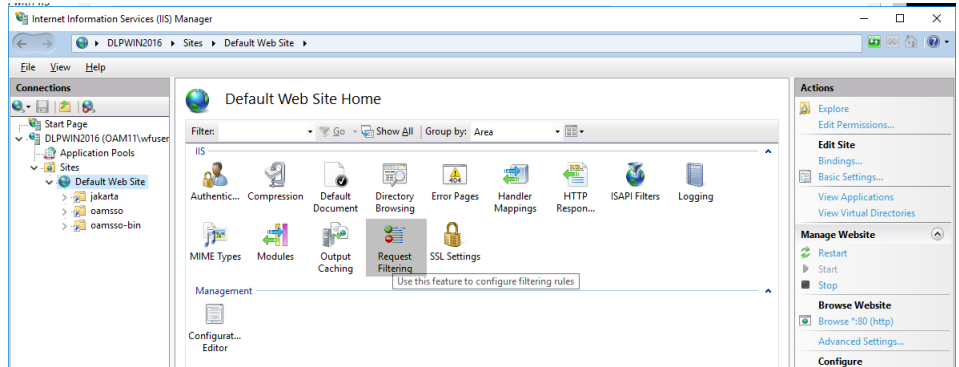 with IIS
Internet Information Services (IIS) Manager
DLPWIN2016 Sites Default Web Site
File View Help
Connections
Start Page
DLPWIN2016 (OAM11\wfuser
Application Pools
Sites
Default Web Site
jakarta
oamsso
oamsso-bin
Default Web Site Home
Filter: Go Show All Group by: Area
IIS
Authentic... Compression Default Document Directory Browsing Error Pages Handler Mappings HTTP Respon... ISAPI Filters Logging
404
MIME Types Modules Output Caching Request Filtering SSL Settings
Use this feature to configure filtering rules
Management
Configurat... Editor
Actions
Explore
Edit Permissions...
Edit Site
Bindings...
Basic Settings...
View Applications
View Virtual Directories
Manage Website
Restart
Start
Stop
Browse Website
Browse *:80 (http)
Advanced Settings...
Configure